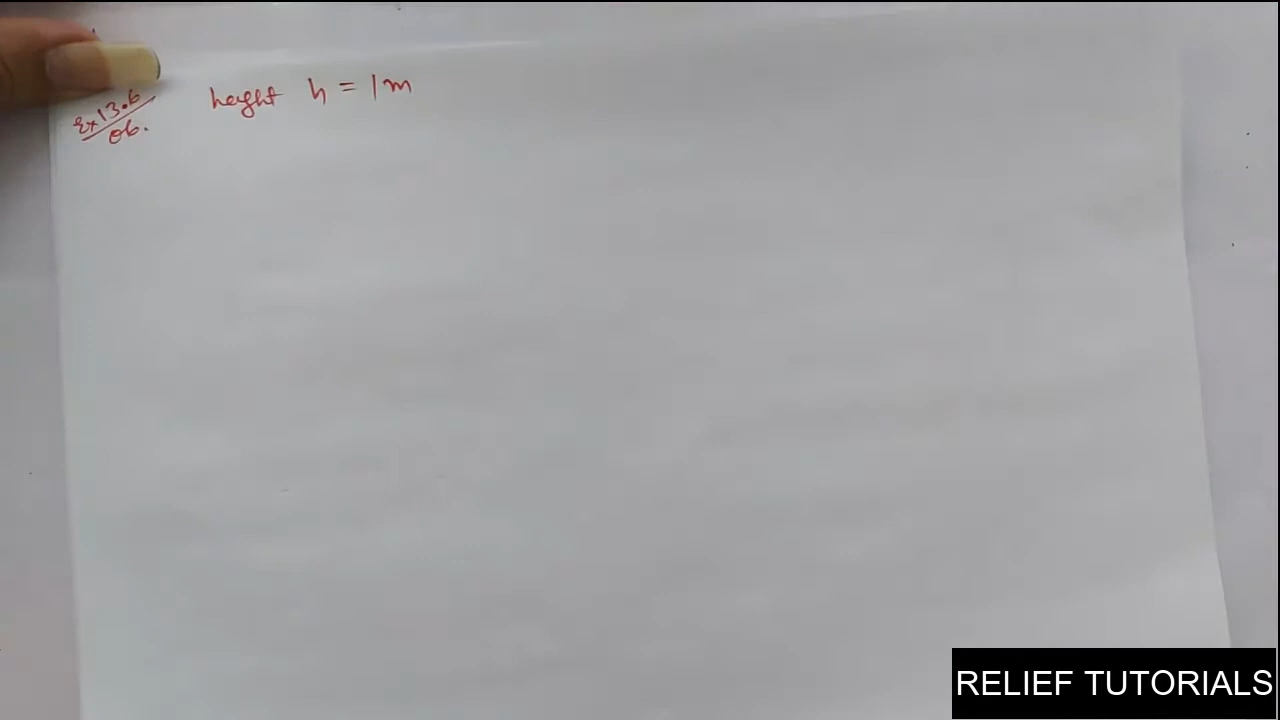 Ex 13.6
06.
height h = 1m
RELIEF TUTORIALS